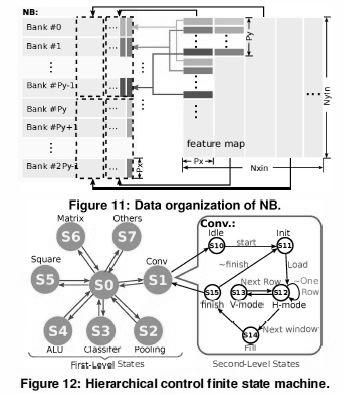 NB:
Bank #0
Bank #1
Bank #Py-1
Bank #Py
Bank #Py+1
Bank #2Py-1
...
...
...
...
...
...
Px
Py
Nyin
feature map
Px
Nxin
Figure 11: Data organization of NB.
Matrix
Others
S6
S7
Square
S5
S0
Conv
S1
S4
S3
S2
ALU
Classifer
Pooling
First-Level States
Conv.:
Idle
Init
S10
start
S11
~finish
Load
Next Row
~One
Row
S15
S13
S12
finish
V-mode
H-mode
Next window
S14
Fill
Second-Level States
Figure 12: Hierarchical control finite state machine.